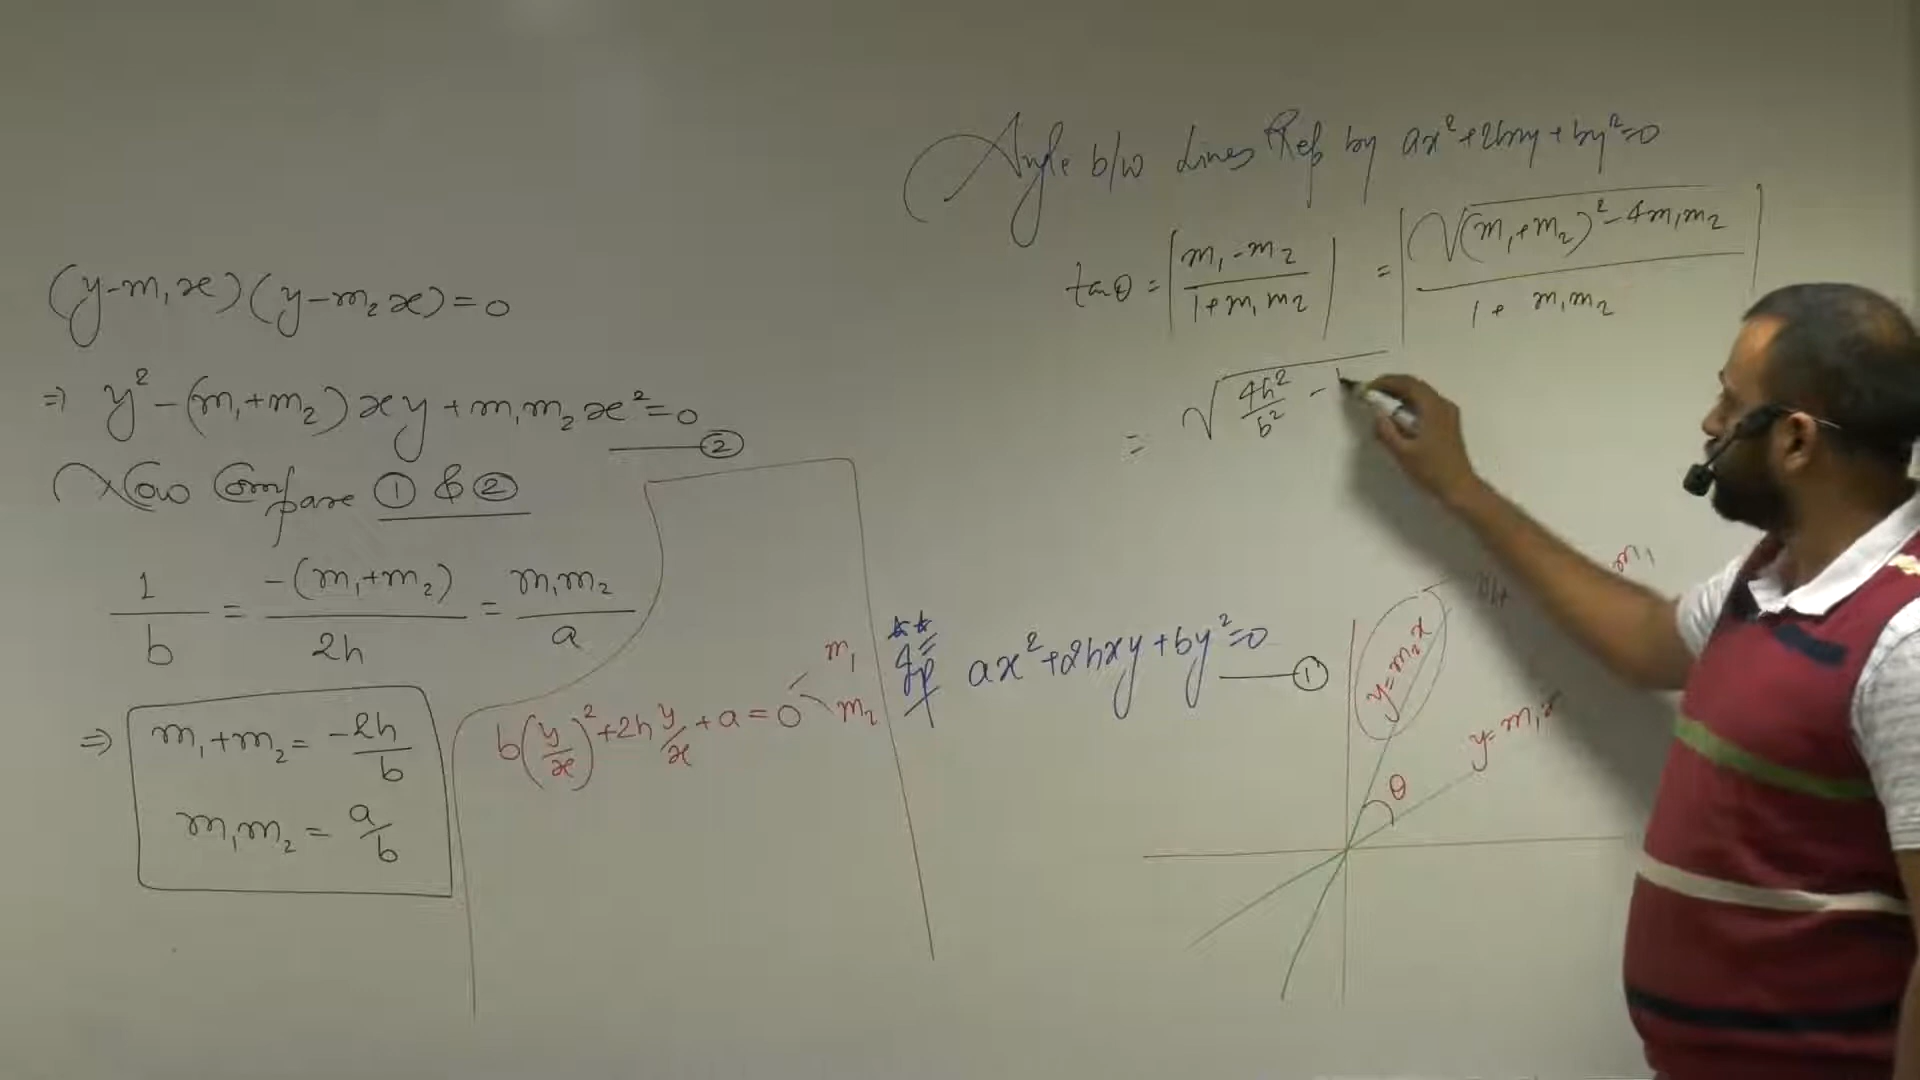 (y-m₁x)(y-m₂x)=0
⇒ y²-(m₁+m₂)xy+m₁m₂x²=0
②
Now Compare ① & ②
1/b = -(m₁+m₂)/2h = m₁m₂/a
⇒ m₁+m₂ = -2h/b
m₁m₂ = a/b
b(y/x)²+2h y/x+a=0
m₁
m₂
Angle b/w Lines Rep by ax²+2hxy+by²=0
tanθ = |m₁-m₂/1+m₁m₂| = |√(m₁+m₂)²-4m₁m₂/1+m₁m₂|
= √4h²/b² -
ax²+2hxy+by²=0 ①
m₁
y=m₂x
y=m₁x
θ